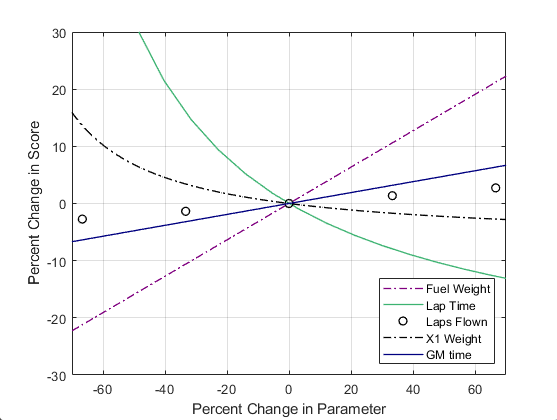 30
20
10
0
-10
-20
-30
Percent Change in Score
-60
-40
-20
0
20
40
60
Percent Change in Parameter
Fuel Weight
Lap Time
Laps Flown
X1 Weight
GM time